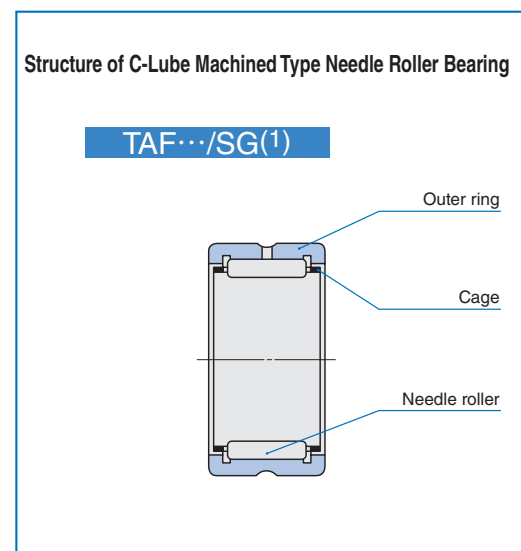 Structure of C-Lube Machined Type Needle Roller Bearing
TAF···/SG(1)
Outer ring
Cage
Needle roller